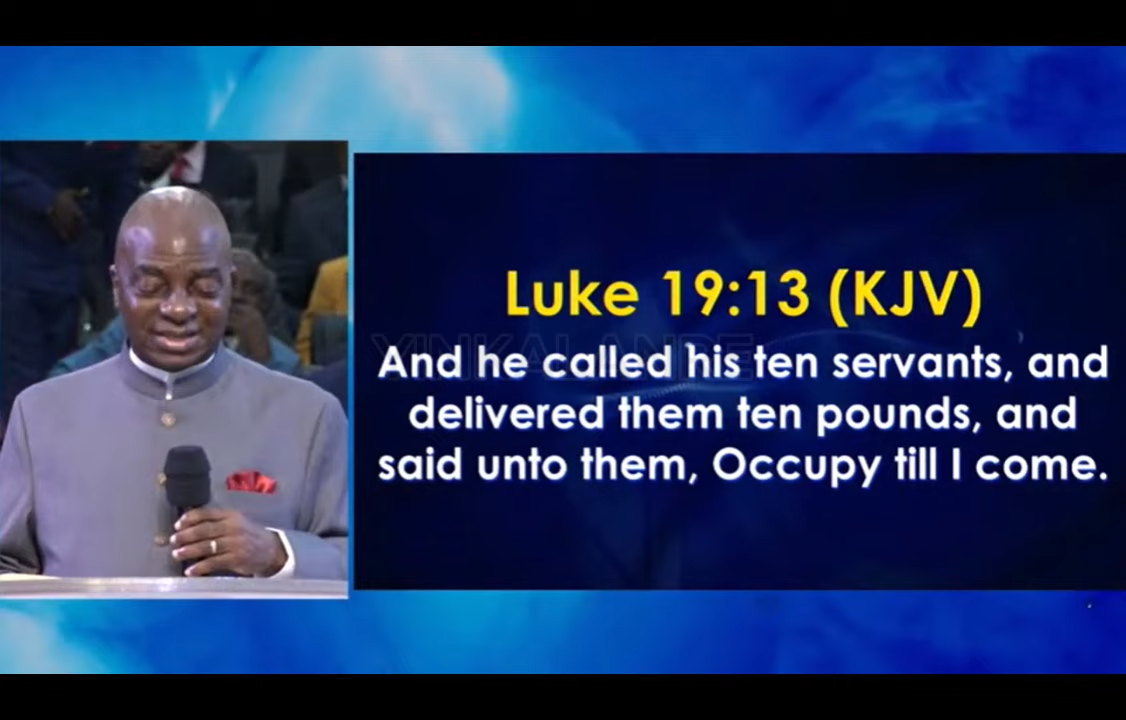 Luke 19:13 (KJV)
YINKALANDE
And he called his ten servants, and
delivered them ten pounds, and
said unto them, Occupy till I come.